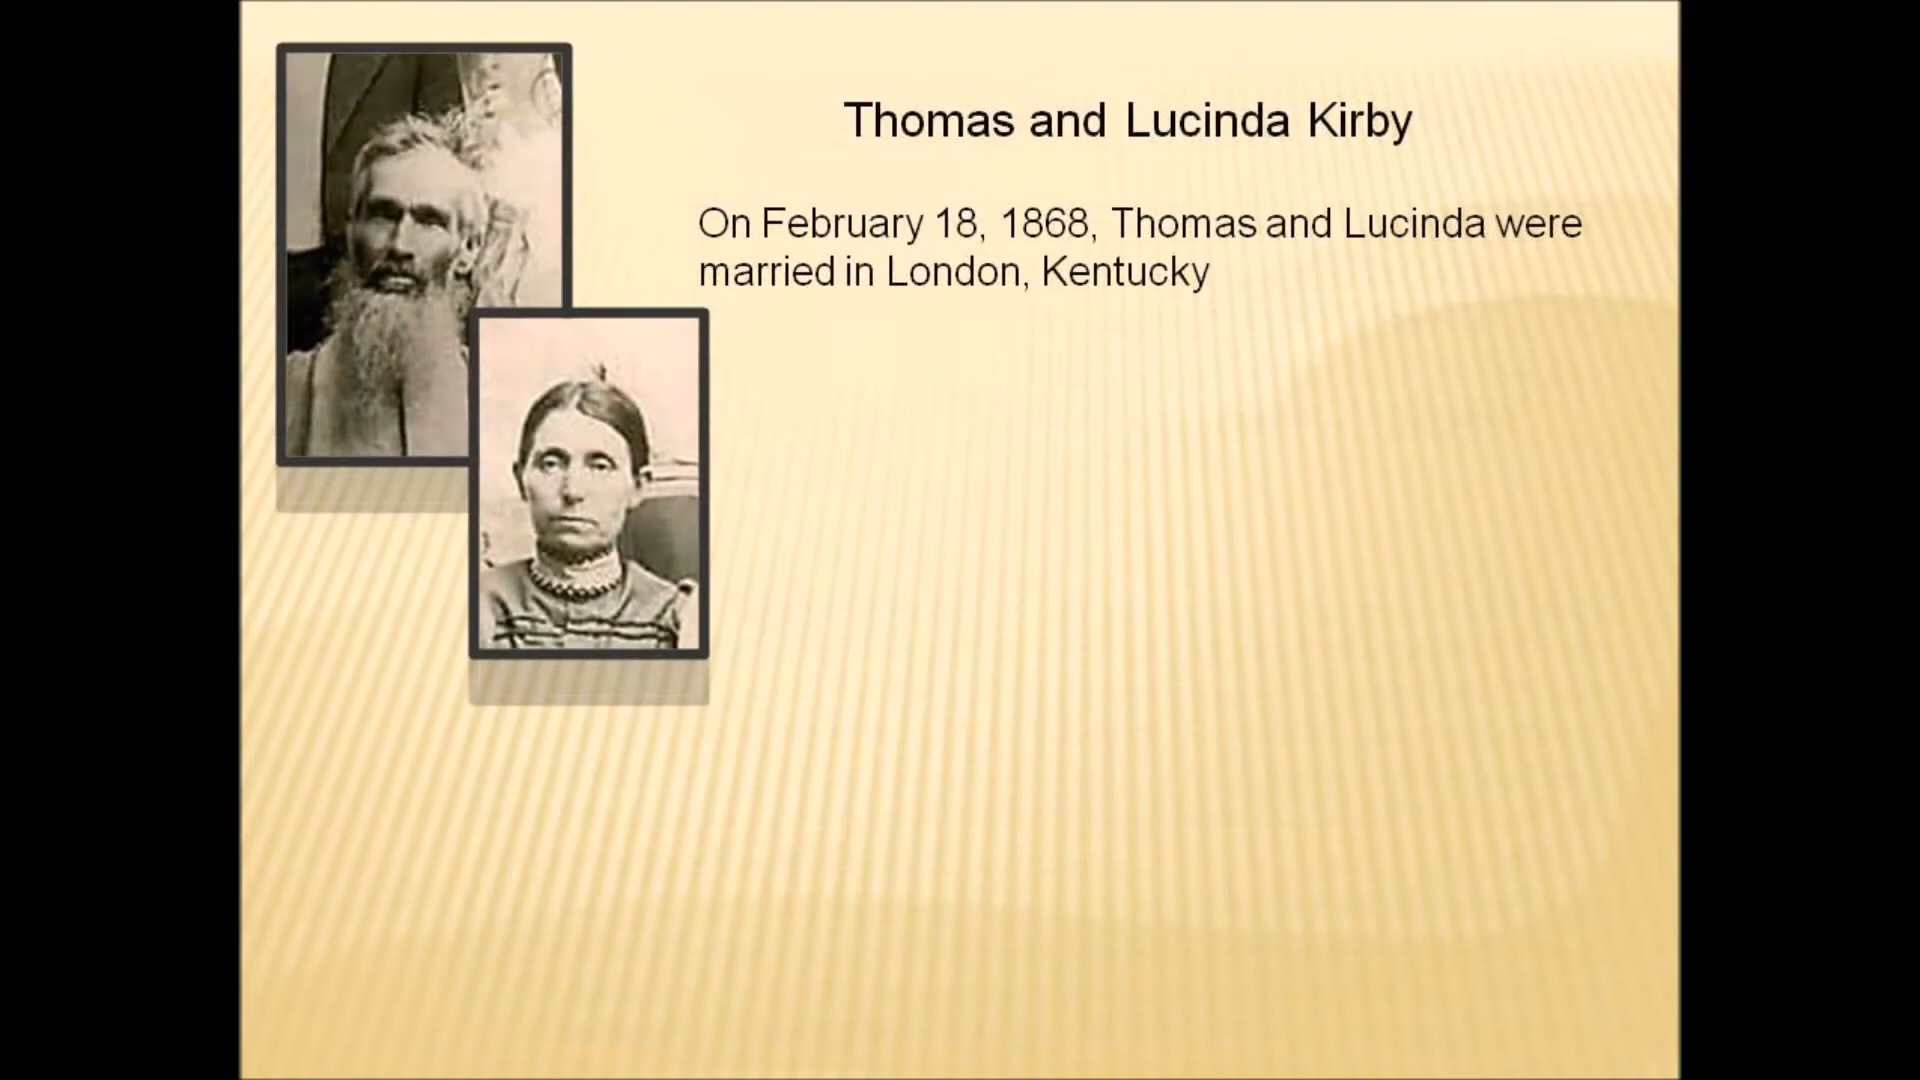 Thomas and Lucinda Kirby
On February 18, 1868, Thomas and Lucinda were
married in London, Kentucky